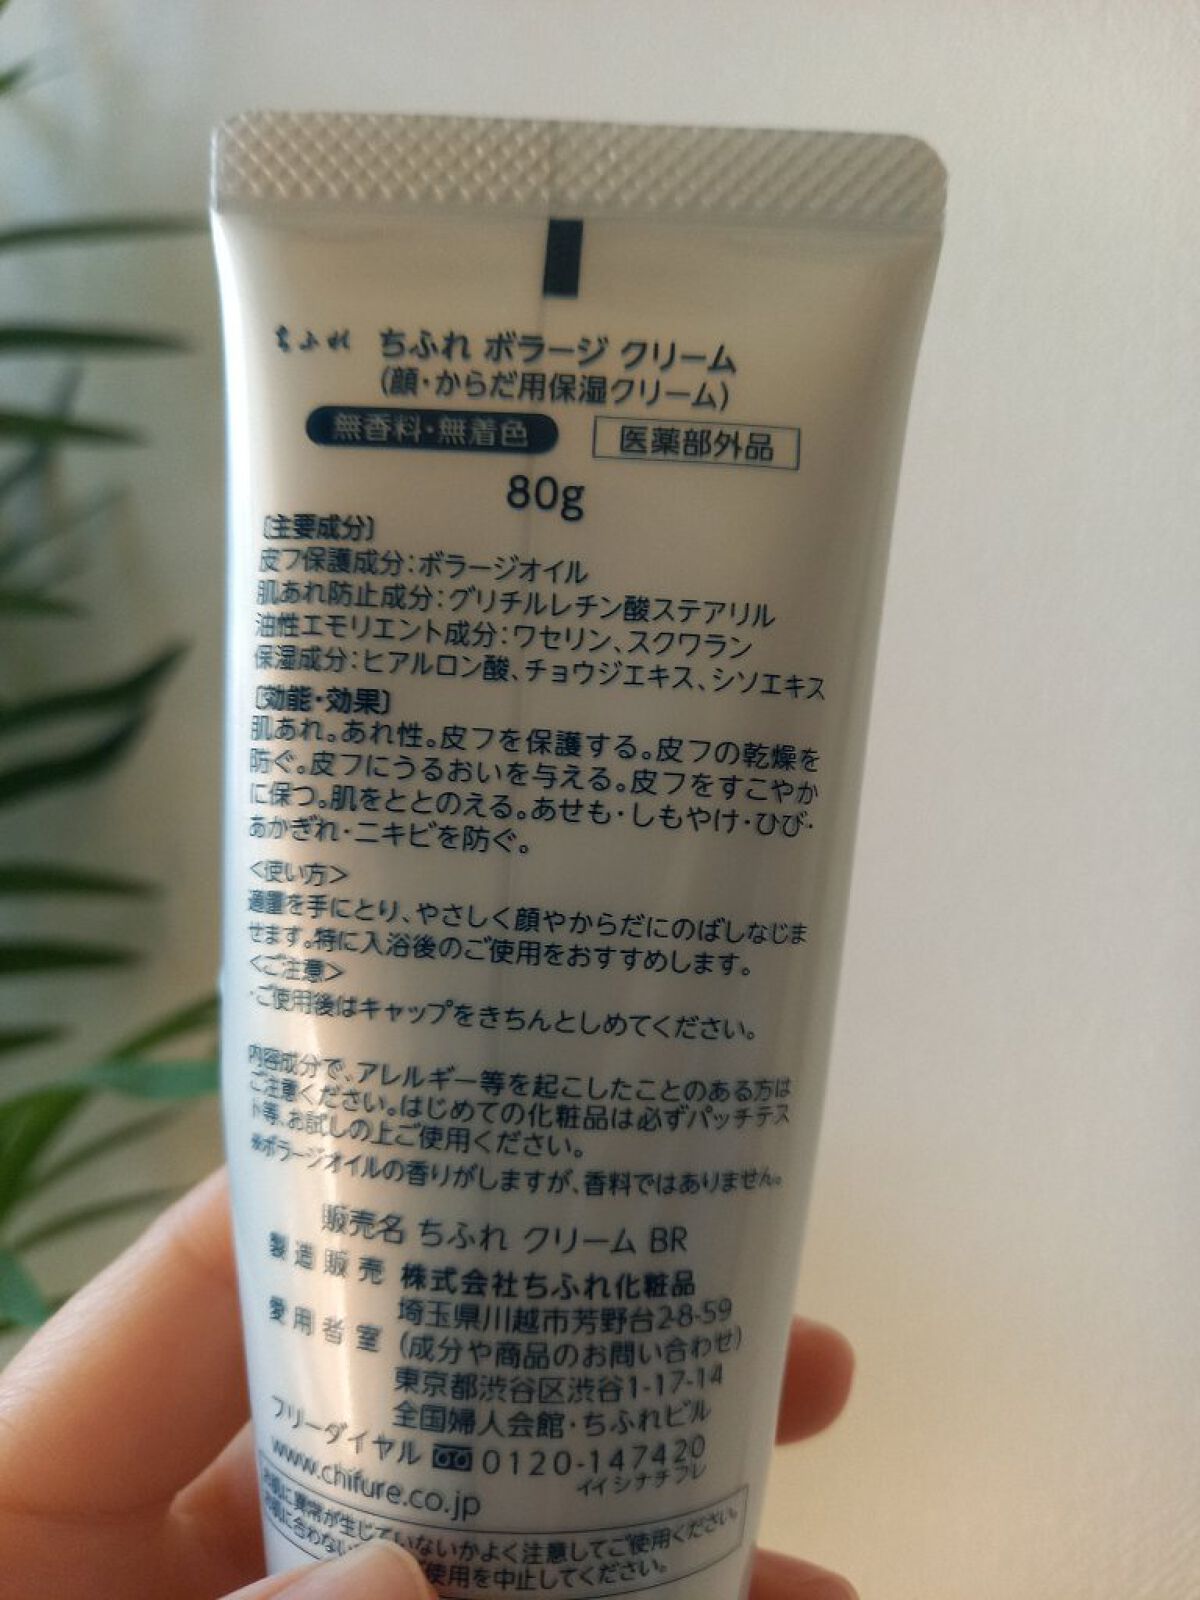 ちふれ ちふれ ボラージ クリーム
(顔・からだ用保湿クリーム)
無香料・無着色 医薬部外品
80g
〔主要成分〕
皮フ保護成分:ボラージオイル
肌あれ防止成分:グリチルレチン酸ステアリル
油性エモリエント成分:ワセリン、スクワラン
保湿成分:ヒアルロン酸、チョウジエキス、シソエキス
〔効能・効果〕
肌あれ。あれ性。皮フを保護する。皮フの乾燥を
防ぐ。皮フにうるおいを与える。皮フをすこやか
に保つ。肌をととのえる。あせも・しもやけ・ひび・
あかぎれ・ニキビを防ぐ。
<使い方>
適量を手にとり、やさしく顔やからだにのばしなじま
せます。特に入浴後のご使用をおすすめします。
<ご注意>
・ご使用後はキャップをきちんとしめてください。
内容成分で、アレルギー等を起こしたことのある方は
ご注意ください。はじめての化粧品は必ずパッチテス
ト等、お試しの上ご使用ください。
※ボラージオイルの香りがしますが、香料ではありません。
販売名 ちふれ クリーム BR
製造販売 株式会社ちふれ化粧品
埼玉県川越市芳野台2-8-59
愛用者室 (成分や商品のお問い合わせ)
東京都渋谷区渋谷1-17-14
全国婦人会館・ちふれビル
フリーダイヤル 0120-147420
イイシナチフレ
www.chifure.co.jp
お肌に異常が生じていないかよく注意してご使用ください。
お肌に合わない 使用を中止してください。